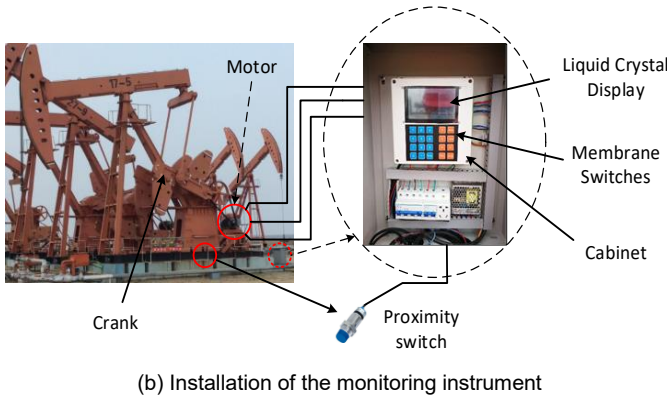 Motor
Liquid Crystal
Display
17-5
Membrane
Switches
Cabinet
Crank
Proximity
switch
(b) Installation of the monitoring instrument